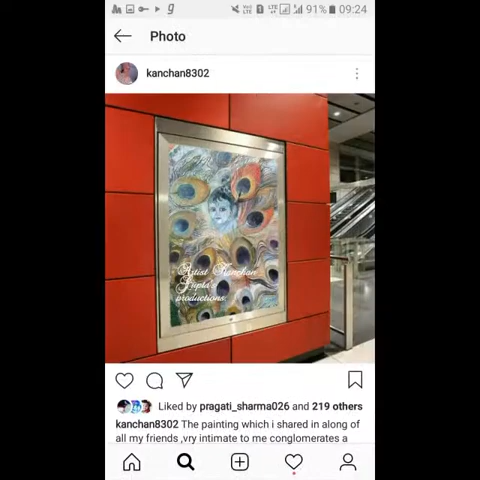 91% 09:24
Photo
kanchan8302
Artist Kanchan
Gupta's
productions.
Liked by pragati_sharma026 and 219 others
kanchan8302 The painting which i shared in along of
all my friends ,vry intimate to me conglomerates a